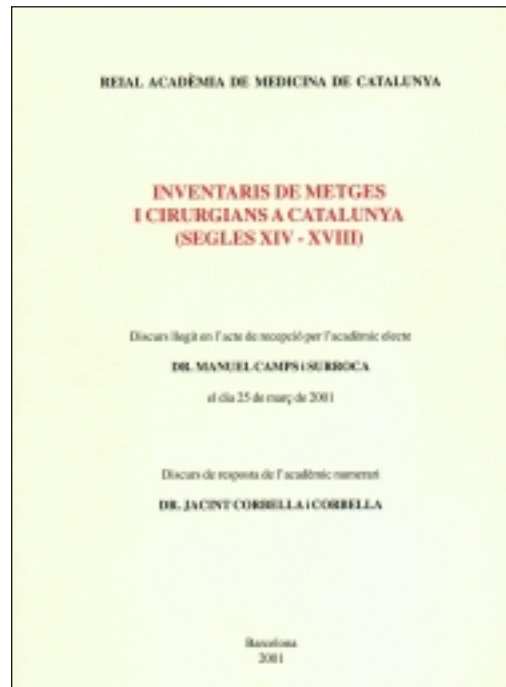 REIAL ACADÈMIA DE MEDICINA DE CATALUNYA
INVENTARIS DE METGES
I CIRURGIANS A CATALUNYA
(SEGLES XIV - XVIII)
Discurs llegit en l'acte de recepció per l'acadèmic electe
DR. MANUEL CAMPS i SURROCA
el dia 25 de març de 2001
Discurs de resposta de l'acadèmic numerari
DR. JACINT CORBELLA i CORBELLA
Barcelona
2001